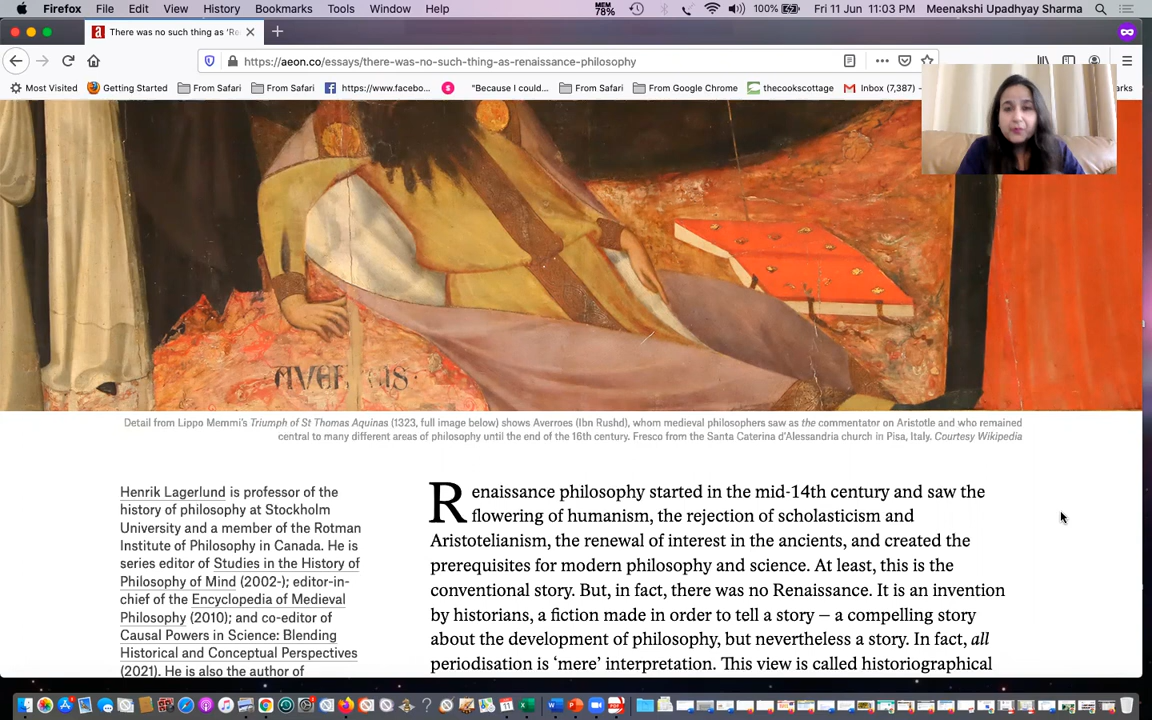 Firefox File Edit View History Bookmarks Tools Window Help MEM 78% 100% Fri 11 Jun 11:03 PM Meenakshi Upadhyay Sharma
a There was no such thing as 'Re
https://aeon.co/essays/there-was-no-such-thing-as-renaissance-philosophy
Most Visited Getting Started From Safari From Safari https://www.facebo... "Because I could... From Safari From Google Chrome thecookscottage Inbox (7,387)
Detail from Lippo Memmi's Triumph of St Thomas Aquinas (1323, full image below) shows Averroes (Ibn Rushd), whom medieval philosophers saw as the commentator on Aristotle and who remained
central to many different areas of philosophy until the end of the 16th century. Fresco from the Santa Caterina d'Alessandria church in Pisa, Italy. Courtesy Wikipedia
Henrik Lagerlund is professor of the
history of philosophy at Stockholm
University and a member of the Rotman
Institute of Philosophy in Canada. He is
series editor of Studies in the History of
Philosophy of Mind (2002-); editor-in-
chief of the Encyclopedia of Medieval
Philosophy (2010); and co-editor of
Causal Powers in Science: Blending
Historical and Conceptual Perspectives
(2021). He is also the author of
Renaissance philosophy started in the mid-14th century and saw the
flowering of humanism, the rejection of scholasticism and
Aristotelianism, the renewal of interest in the ancients, and created the
prerequisites for modern philosophy and science. At least, this is the
conventional story. But, in fact, there was no Renaissance. It is an invention
by historians, a fiction made in order to tell a story – a compelling story
about the development of philosophy, but nevertheless a story. In fact, all
periodisation is 'mere' interpretation. This view is called historiographical